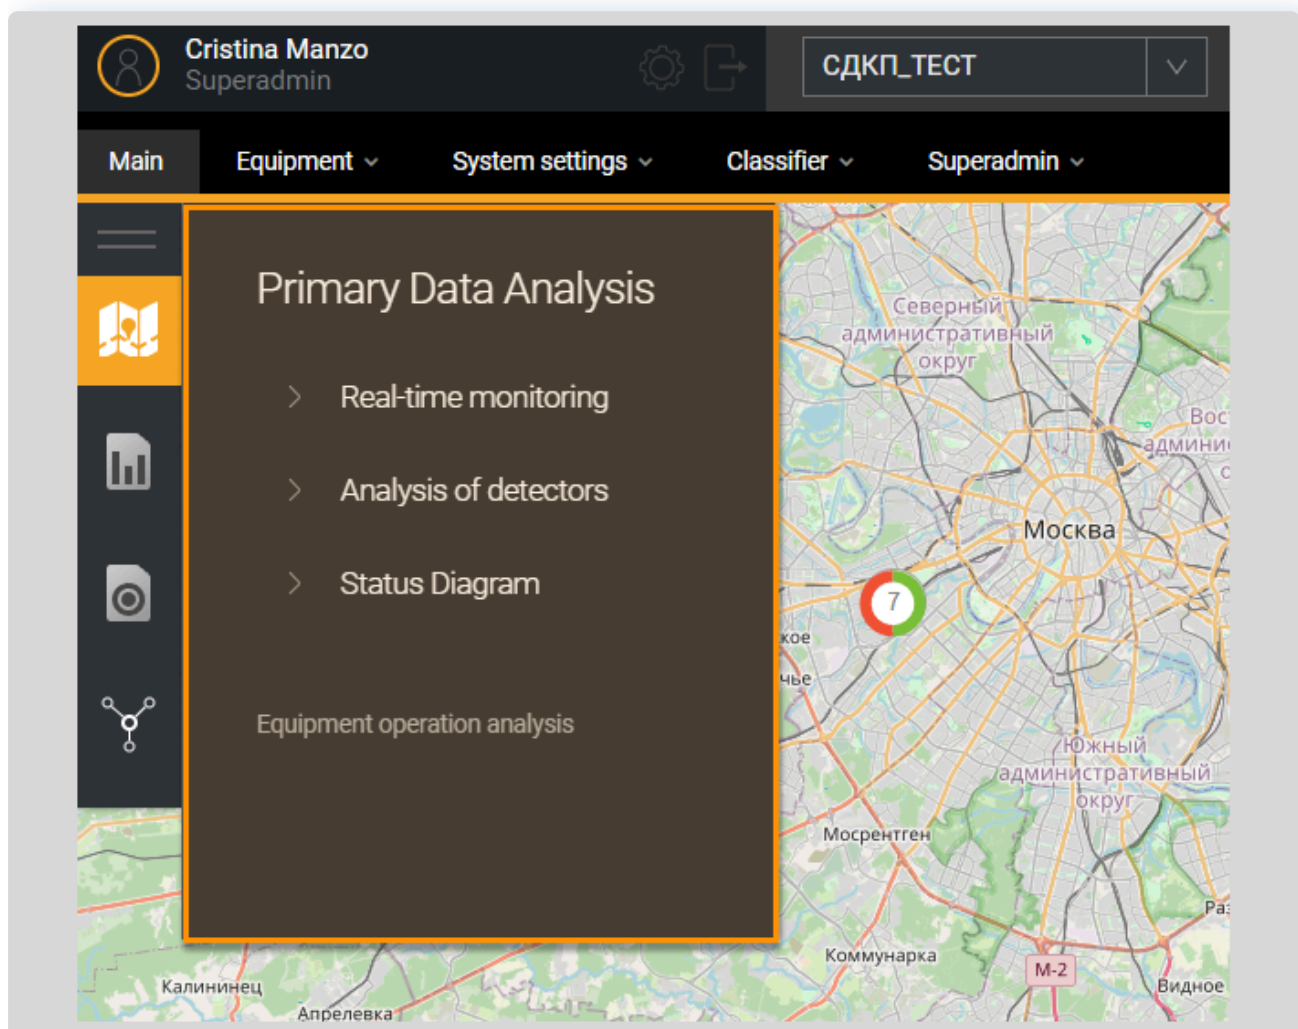 Cristina Manzo
Superadmin
СДКП_ТЕСТ
Main Equipment System settings Classifier Superadmin
Primary Data Analysis
Real-time monitoring
Analysis of detectors
Status Diagram
Equipment operation analysis
Северный
административный
округ
Москва
7
Южный
административный
округ
Мосрентген
Коммунарка
М-2
Видное
Калининец
Апрелевка